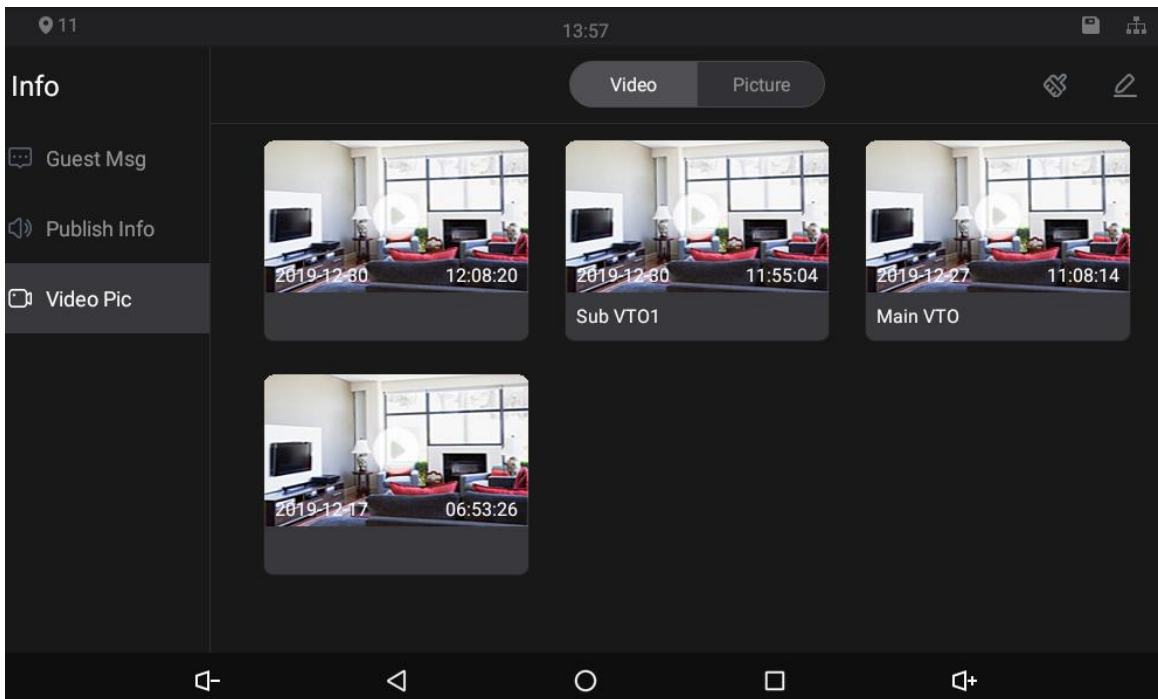 11
13:57
Info
Video
Picture
Guest Msg
Publish Info
Video Pic
2019-12-30 12:08:20
2019-12-30 11:55:04
2019-12-27 11:08:14
Sub VTO1
Main VTO
2019-12-17 06:53:26